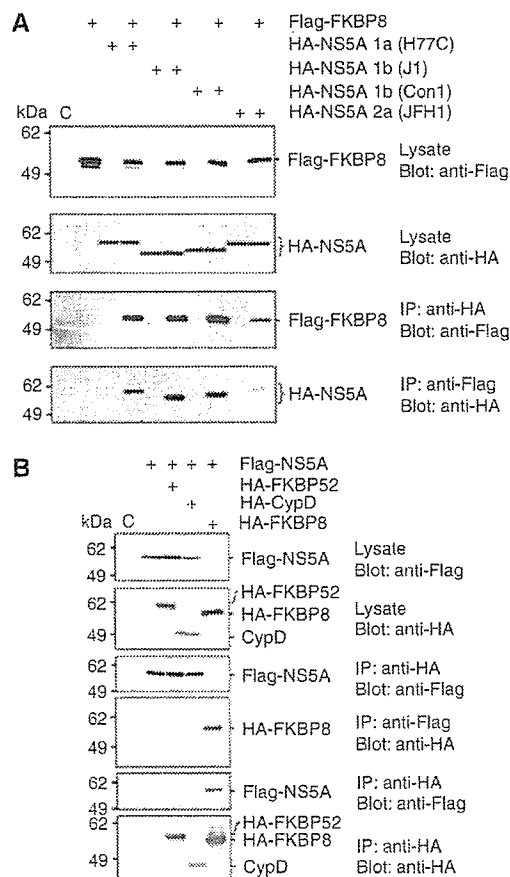 A
+ + + + + Flag-FKBP8
+ + HA-NS5A 1a (H77C)
+ + HA-NS5A 1b (J1)
+ + HA-NS5A 1b (Con1)
kDa C + + HA-NS5A 2a (JFH1)
62
49
Flag-FKBP8
Lysate
Blot: anti-Flag
62
49
HA-NS5A
Lysate
Blot: anti-HA
62
49
Flag-FKBP8
IP: anti-HA
Blot: anti-Flag
62
49
HA-NS5A
IP: anti-Flag
Blot: anti-HA
B
+ + + + Flag-NS5A
+ HA-FKBP52
+ HA-CypD
kDa C + HA-FKBP8
62
49
Flag-NS5A
Lysate
Blot: anti-Flag
62
49
HA-FKBP52
HA-FKBP8
CypD
Lysate
Blot: anti-HA
62
49
Flag-NS5A
IP: anti-HA
Blot: anti-Flag
62
49
HA-FKBP8
IP: anti-Flag
Blot: anti-HA
62
49
Flag-NS5A
IP: anti-HA
Blot: anti-Flag
62
49
HA-FKBP52
HA-FKBP8
CypD
IP: anti-HA
Blot: anti-HA